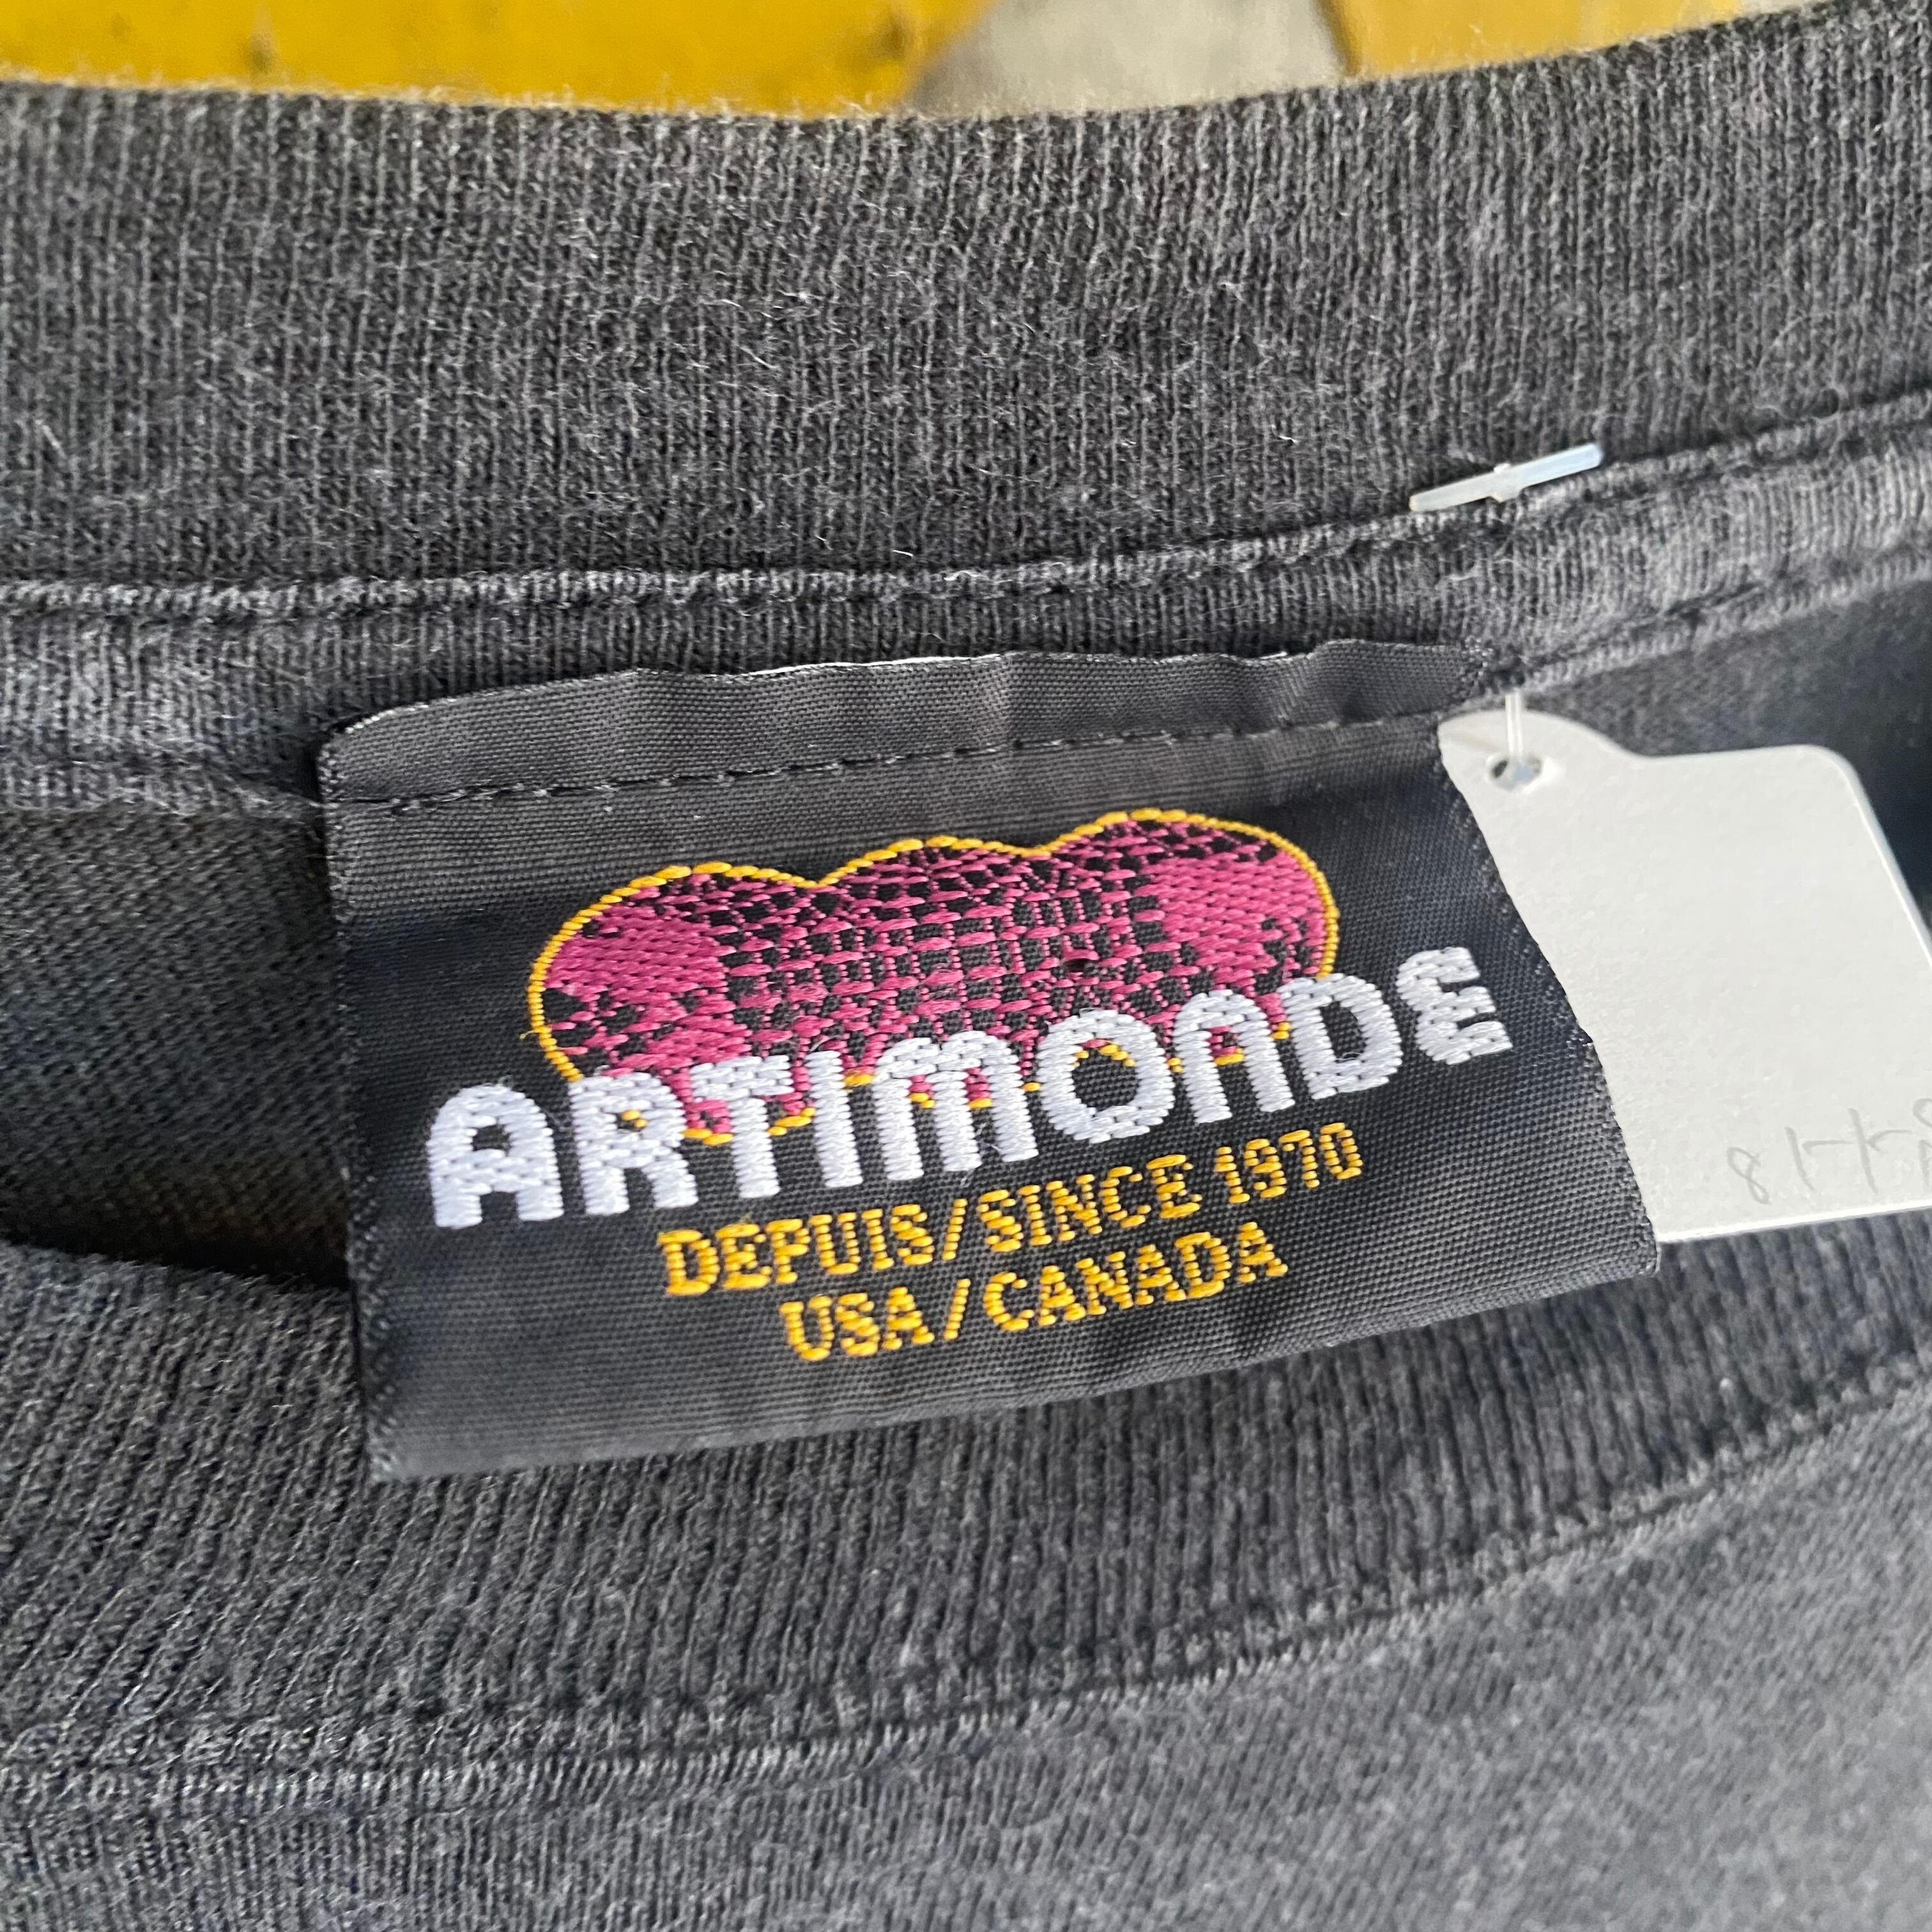 ARTIMONDE
DEPUIS/SINCE 1970
USA/CANADA